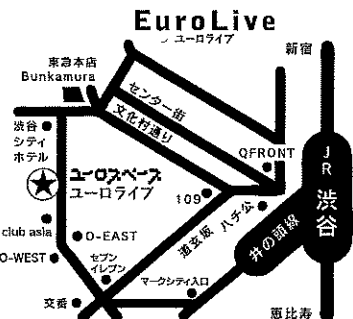 EuroLive
ユーロライブ
新宿
東急本店
Bunkamura
センター街
文化村通り
渋谷
シティ
ホテル
QFRONT
JR
渋谷
ユーロスペース
ユーロライブ
109
ハチ公
道玄坂
井の頭線
club asia
O-EAST
O-WEST
セブン
イレブン
マークシティ入口
交番
恵比寿